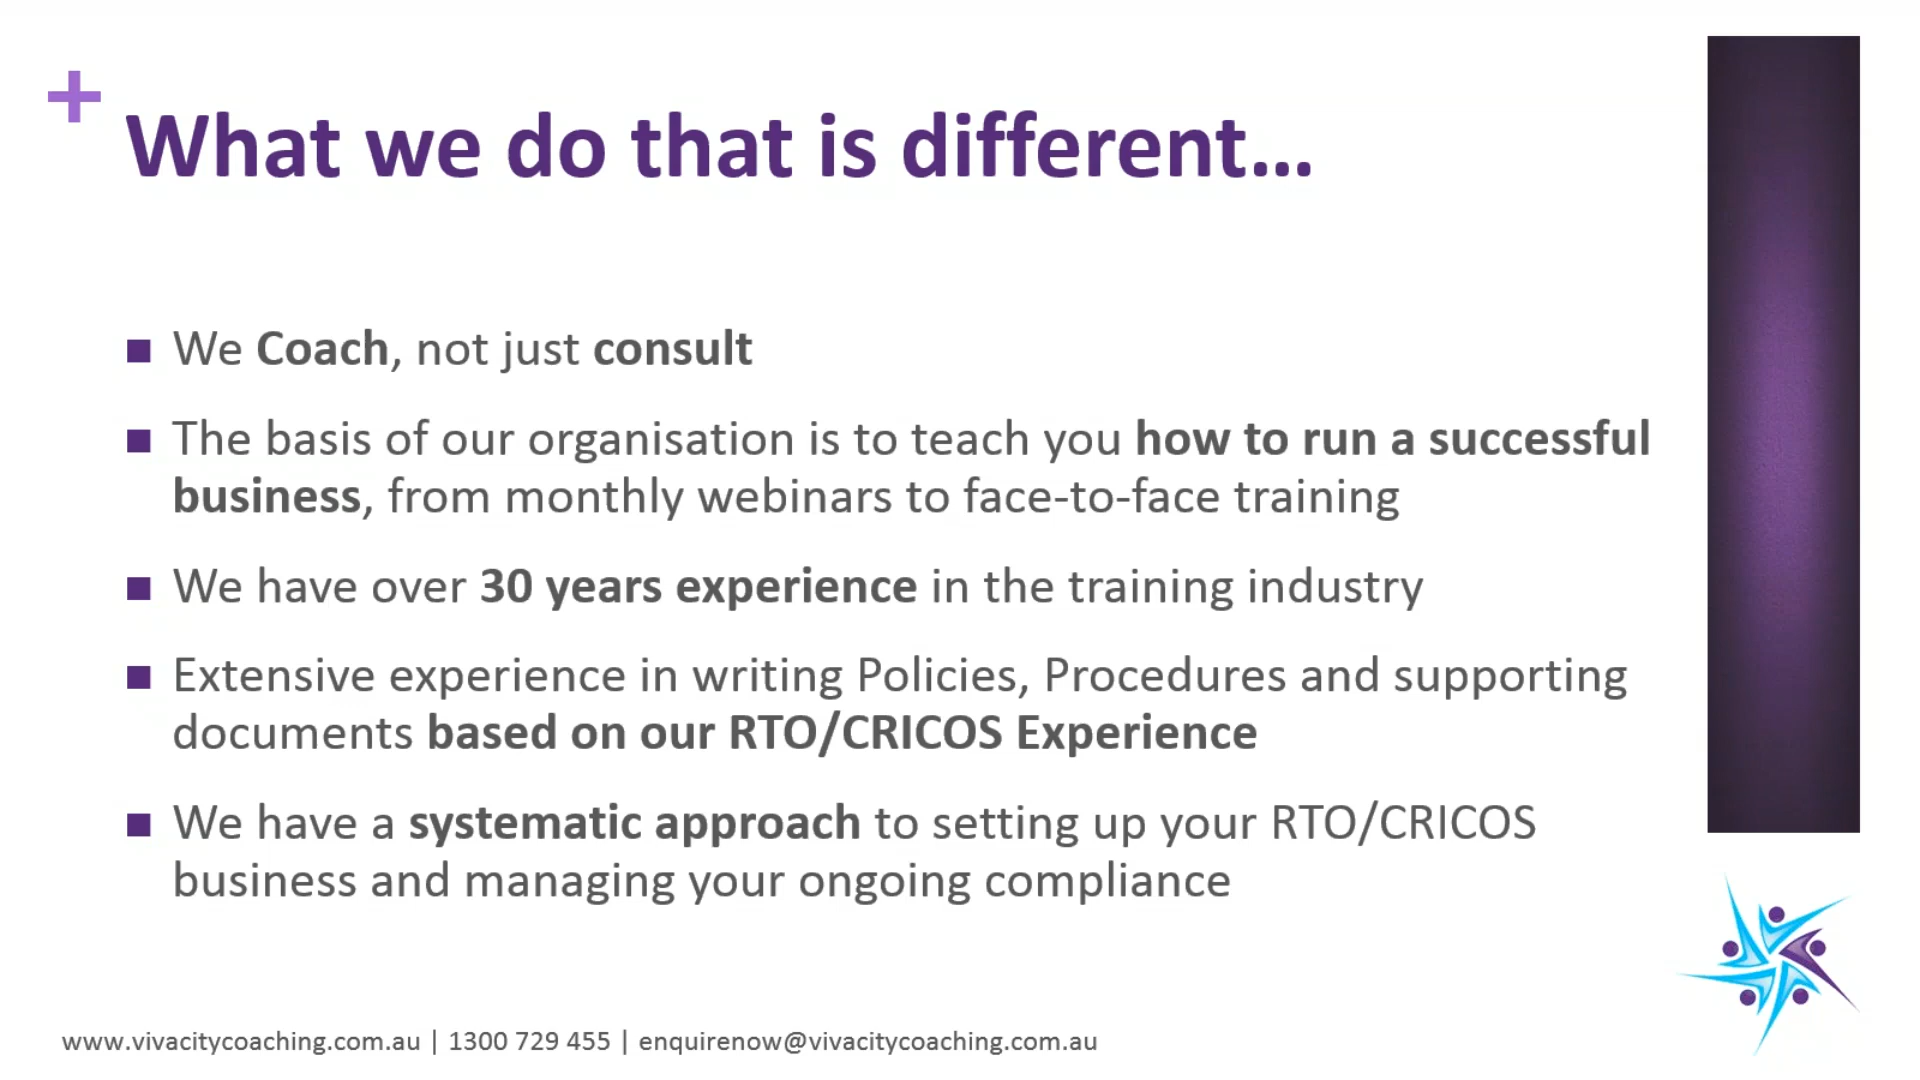 +
What we do that is different...
■ We Coach, not just consult
■ The basis of our organisation is to teach you how to run a successful
business, from monthly webinars to face-to-face training
■ We have over 30 years experience in the training industry
■ Extensive experience in writing Policies, Procedures and supporting
documents based on our RTO/CRICOS Experience
■ We have a systematic approach to setting up your RTO/CRICOS
business and managing your ongoing compliance
www.vivacitycoaching.com.au | 1300 729 455 | enquirenow@vivacitycoaching.com.au